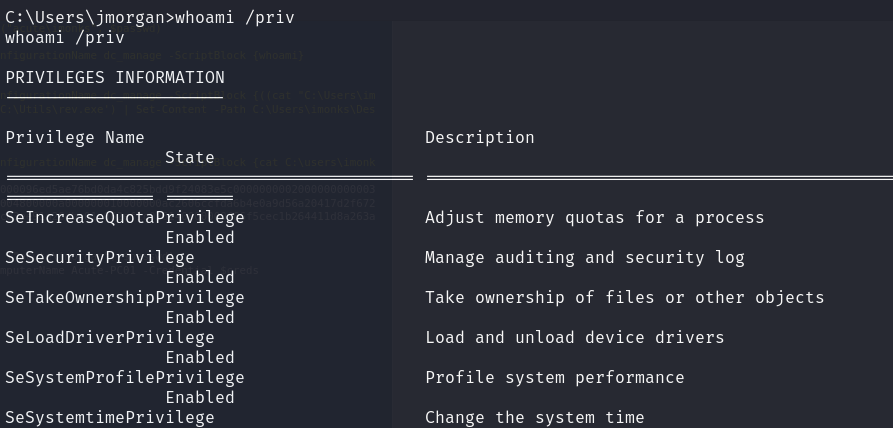 C:\Users\jmorgan>whoami /priv
whoami /priv
PRIVILEGES INFORMATION
Privilege Name Description
State
SeIncreaseQuotaPrivilege Adjust memory quotas for a process
Enabled
SeSecurityPrivilege Manage auditing and security log
Enabled
SeTakeOwnershipPrivilege Take ownership of files or other objects
Enabled
SeLoadDriverPrivilege Load and unload device drivers
Enabled
SeSystemProfilePrivilege Profile system performance
Enabled
SeSystemtimePrivilege Change the system time